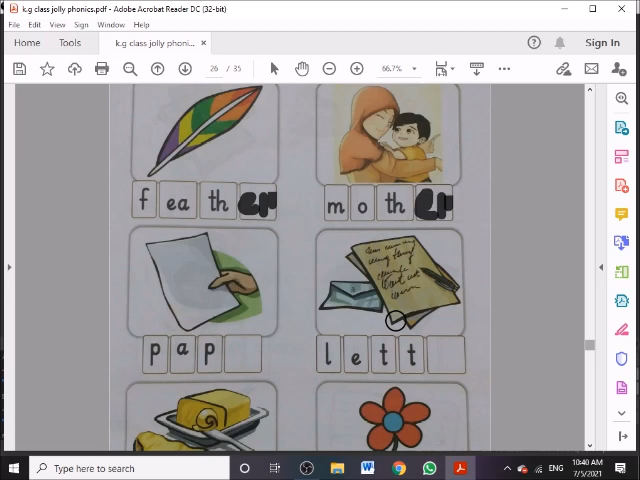 k.g class jolly phonics.pdf - Adobe Acrobat Reader DC (32-bit)
File Edit View Sign Window Help
Home Tools k.g class jolly phoni... × Sign In
26 / 35 66.7%
f ea th er
m o th er
p a p
l e t t
Type here to search
ENG
10:40 AM
7/5/2021